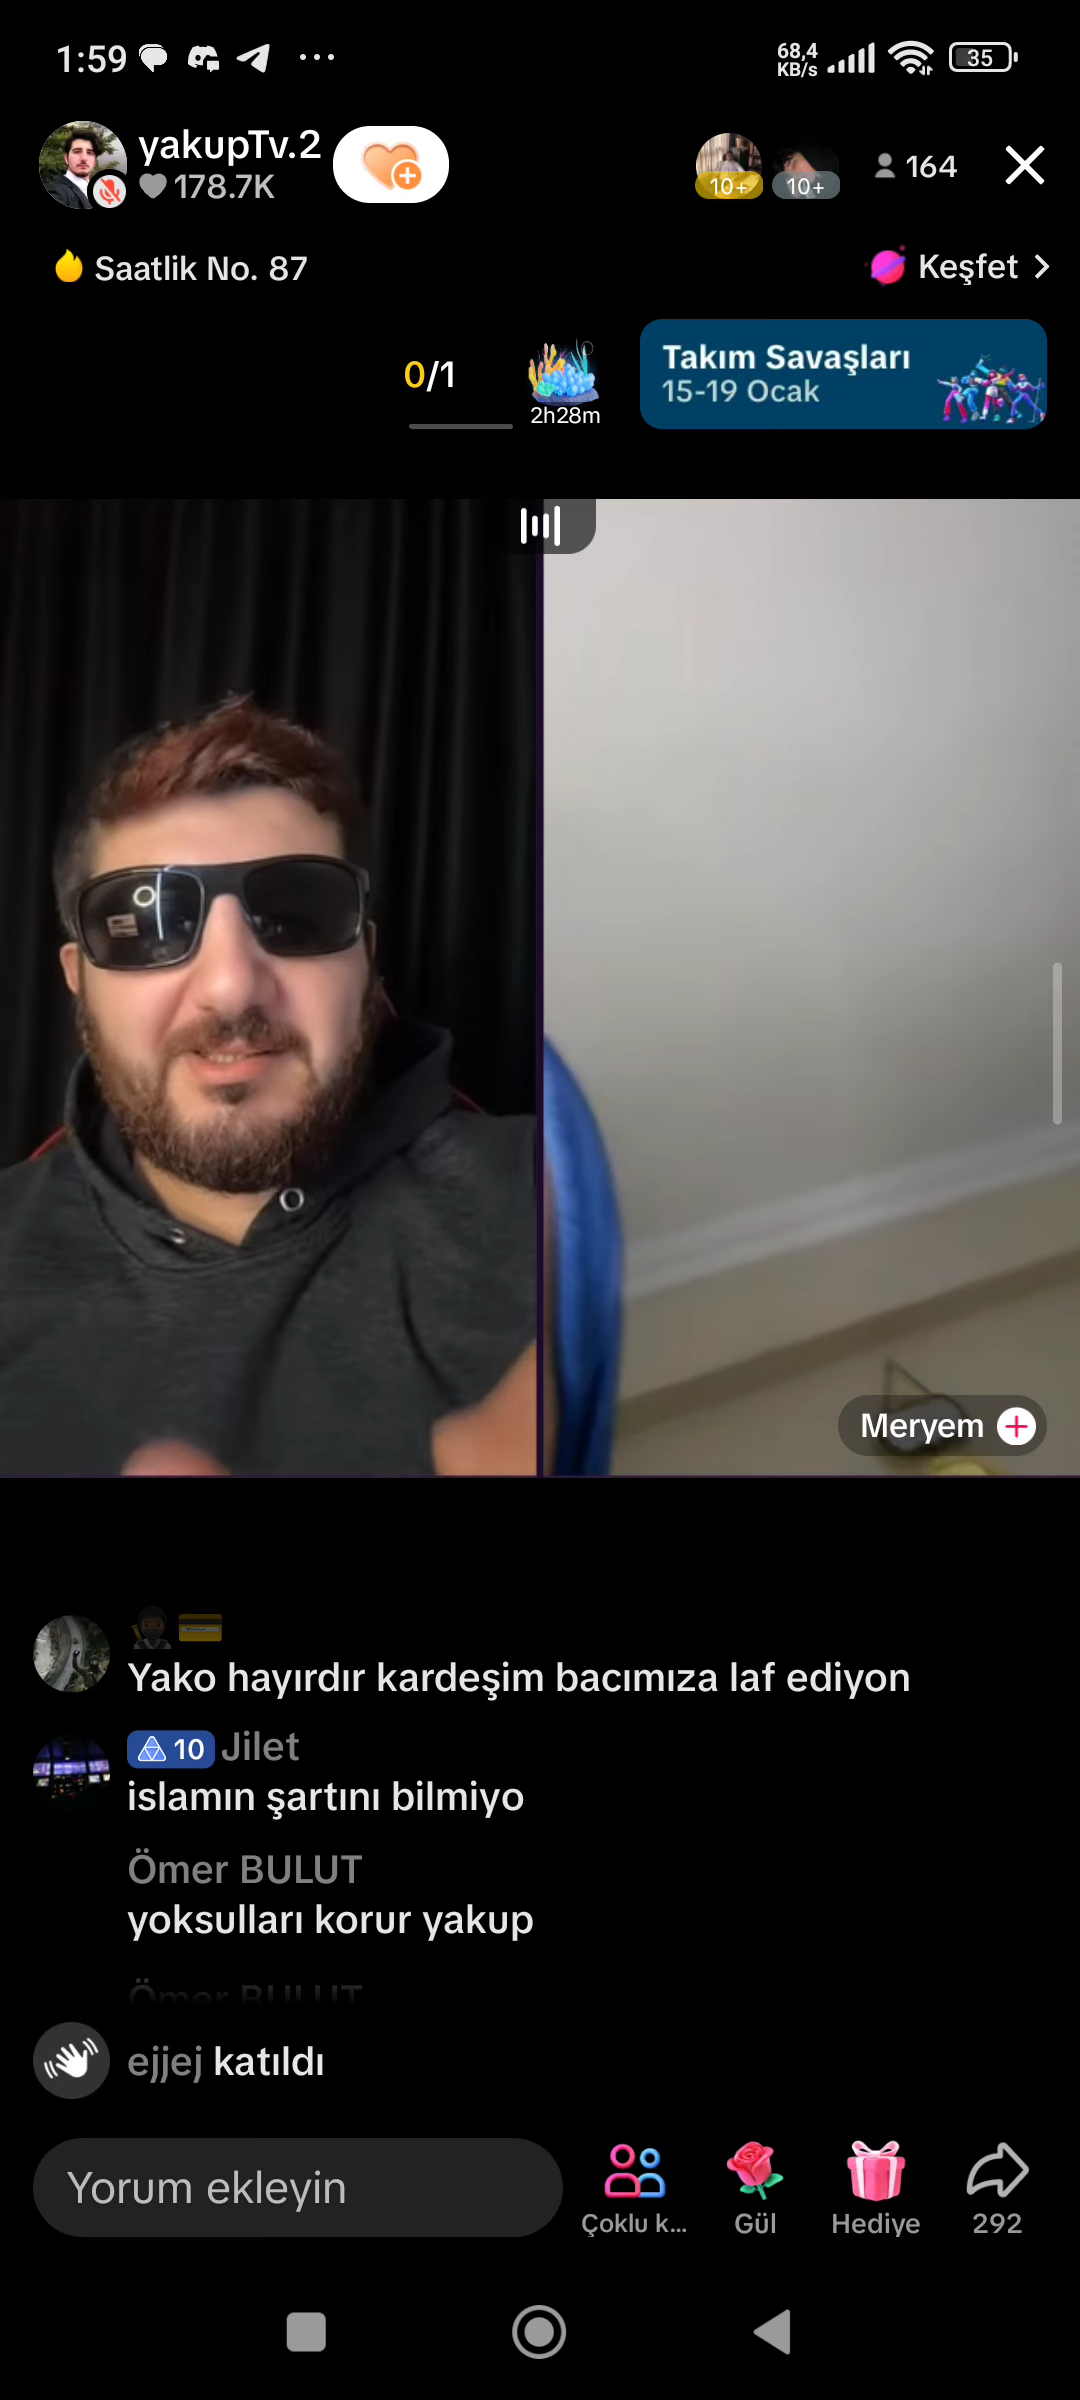 1:59
68,4
KB/s
35
yakupTv.2
178.7K
10+
10+
164
Saatlik No. 87
Keşfet
0/1
2h28m
Takım Savaşları
15-19 Ocak
Meryem
Yako hayırdır kardeşim bacımıza laf ediyon
10 Jilet
islamın şartını bilmiyo
Ömer BULUT
yoksulları korur yakup
Ömer BULUT
ejjej katıldı
Yorum ekleyin
Çoklu k...
Gül
Hediye
292